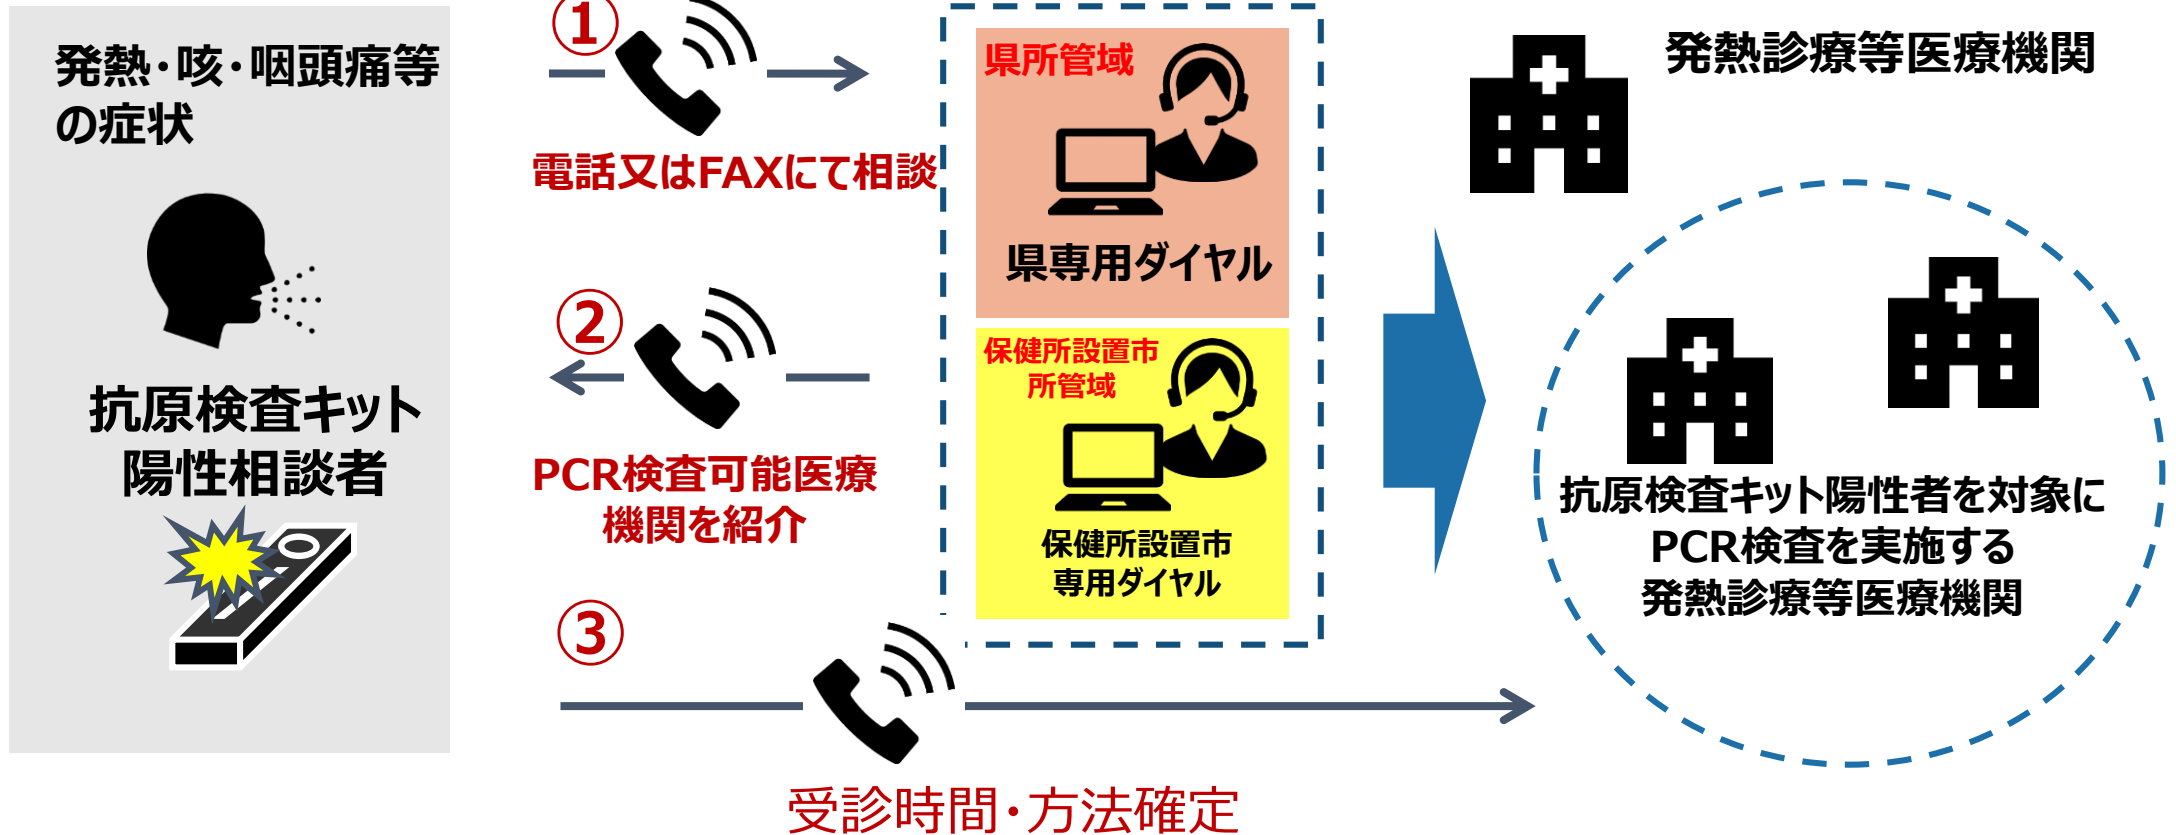 発熱・咳・咽頭痛等
の症状
抗原検査キット
陽性相談者
①
電話又はFAXにて相談
②
PCR検査可能医療
機関を紹介
③
受診時間・方法確定
県所管域
県専用ダイヤル
保健所設置市
所管域
保健所設置市
専用ダイヤル
発熱診療等医療機関
抗原検査キット陽性者を対象に
PCR検査を実施する
発熱診療等医療機関